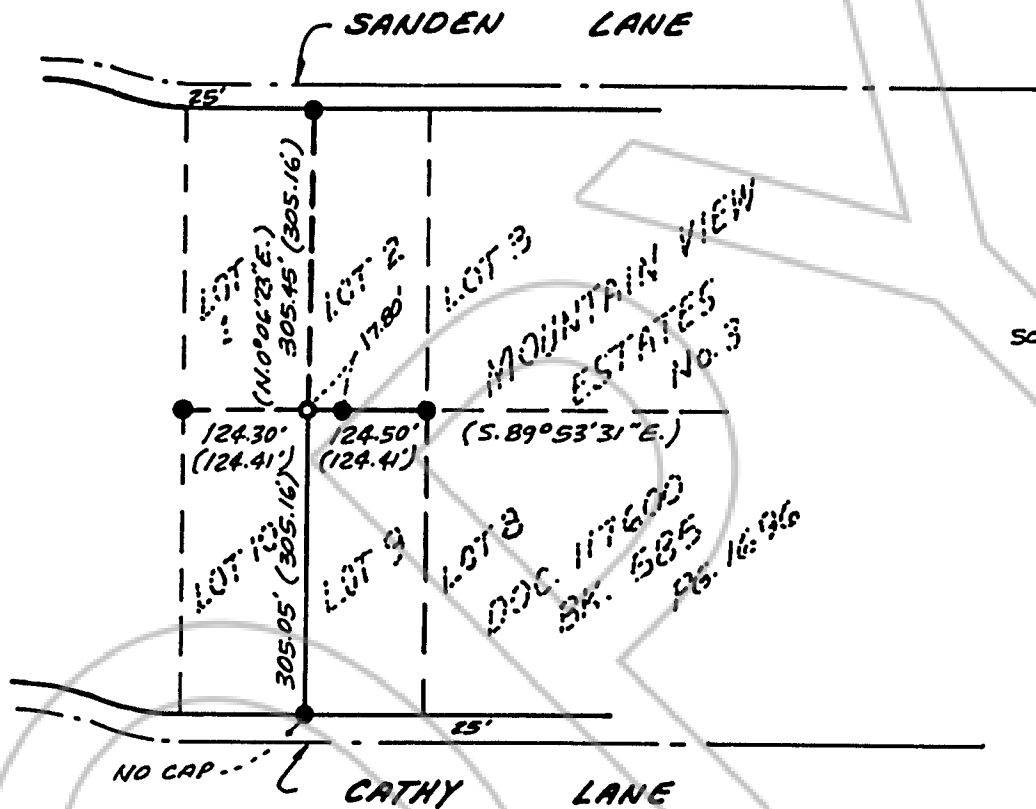 SANDEN LANE
25'
(N.0°06'23"E.)
305.45' (305.16')
LOT 1
LOT 2
LOT 3
17.80
MOUNTAIN VIEW
ESTATES
No. 3
SC
124.30'
(124.41')
124.50'
(124.41')
(S.89°53'31"E.)
305.05' (305.16')
LOT 10
LOT 9
LOT 8
DOC. 117600
BK. 585
PG. 1696
25'
NO CAP
CATHY LANE